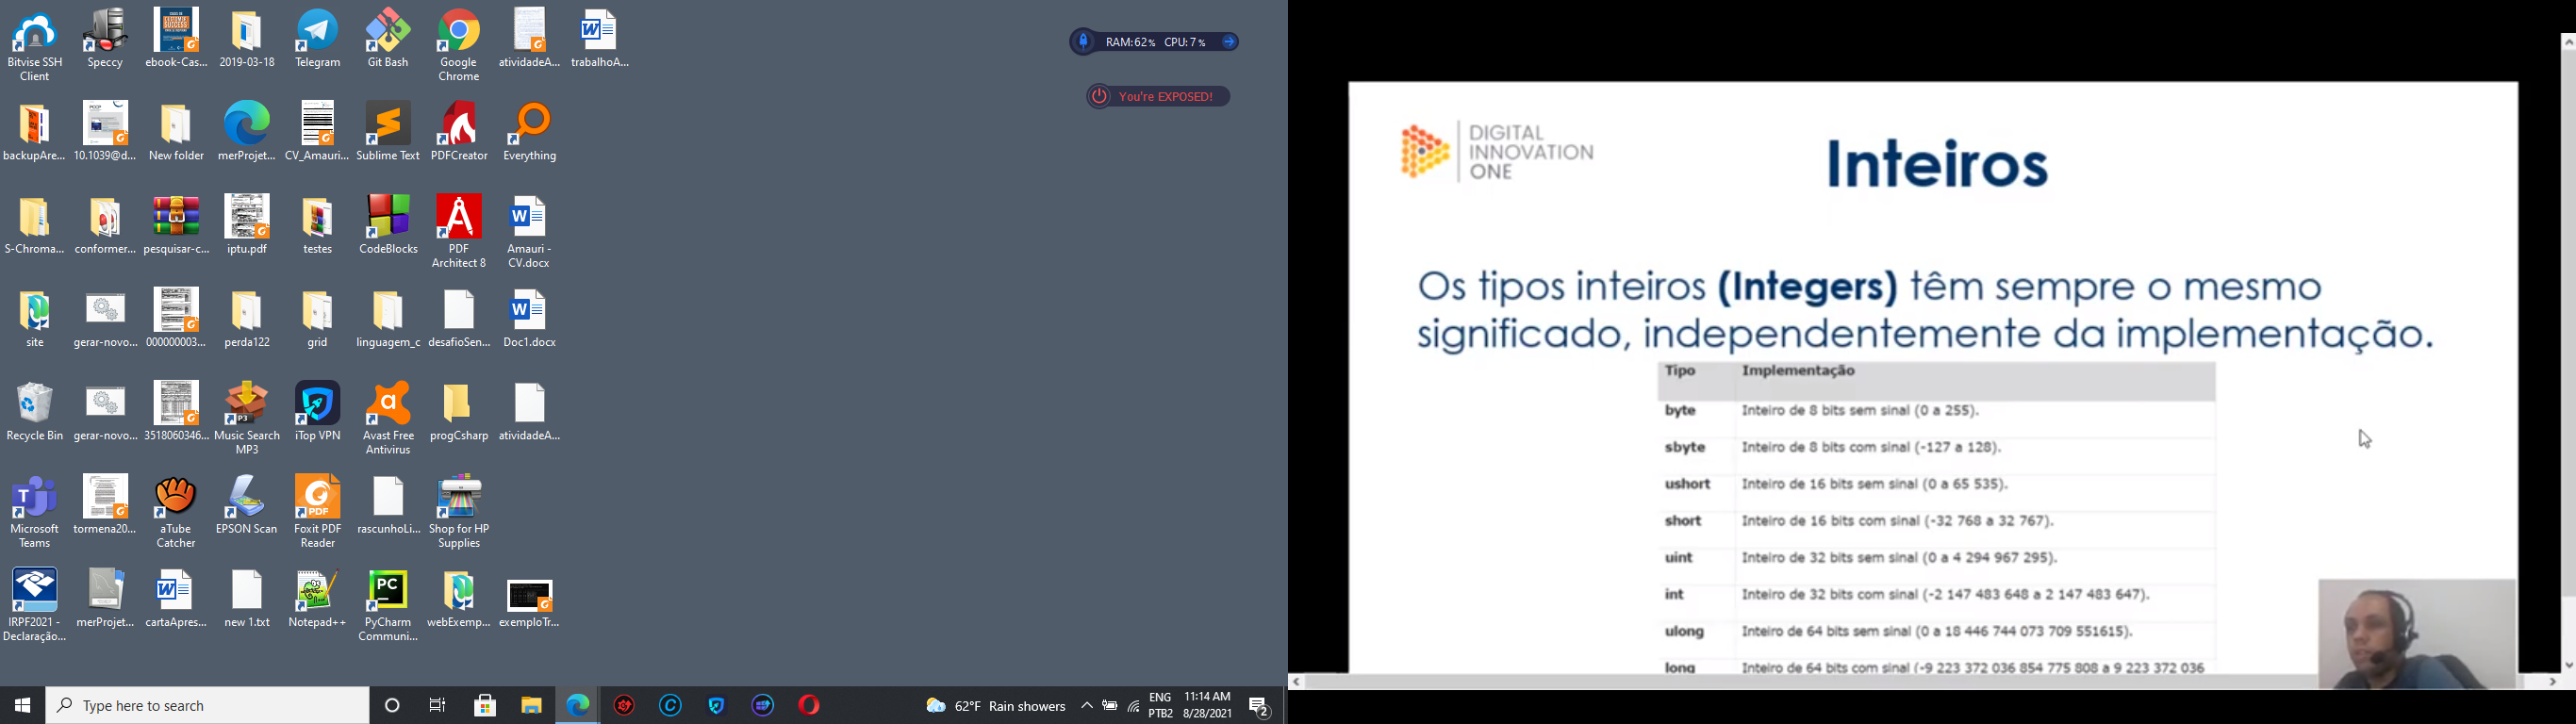 Bitvise SSH
Client
Speccy
ebook-Cas...
2019-03-18
Telegram
Git Bash
Google
Chrome
atividadeA...
trabalhoA...
RAM:62% CPU: 7%
You're EXPOSED!
backupAre...
10.1039@d...
New folder
merProjet...
CV_Amauri...
Sublime Text
PDFCreator
Everything
S-Chroma...
conformer...
pesquisar-c...
iptu.pdf
testes
CodeBlocks
PDF
Architect 8
Amauri -
CV.docx
site
gerar-novo...
000000003...
perda122
grid
linguagem_c
desafioSen...
Doc1.docx
Recycle Bin
gerar-novo...
3518060346...
Music Search
MP3
iTop VPN
Avast Free
Antivirus
progCsharp
atividadeA...
Microsoft
Teams
tormena20...
aTube
Catcher
EPSON Scan
Foxit PDF
Reader
rascunhoLi...
Shop for HP
Supplies
IRPF2021 -
Declaração...
merProjet...
cartaApres...
new 1.txt
Notepad++
PyCharm
Communi...
webExemp...
exemploTr...
Type here to search
62°F Rain showers
ENG
PTB2
11:14 AM
8/28/2021
2
DIGITAL
INNOVATION
ONE
Inteiros
Os tipos inteiros (Integers) têm sempre o mesmo
significado, independentemente da implementação.
Tipo Implementação
byte Inteiro de 8 bits sem sinal (0 a 255).
sbyte Inteiro de 8 bits com sinal (-127 a 128).
ushort Inteiro de 16 bits sem sinal (0 a 65 535).
short Inteiro de 16 bits com sinal (-32 768 a 32 767).
uint Inteiro de 32 bits sem sinal (0 a 4 294 967 295).
int Inteiro de 32 bits com sinal (-2 147 483 648 a 2 147 483 647).
ulong Inteiro de 64 bits sem sinal (0 a 18 446 744 073 709 551615).
long Inteiro de 64 bits com sinal (-9 223 372 036 854 775 808 a 9 223 372 036